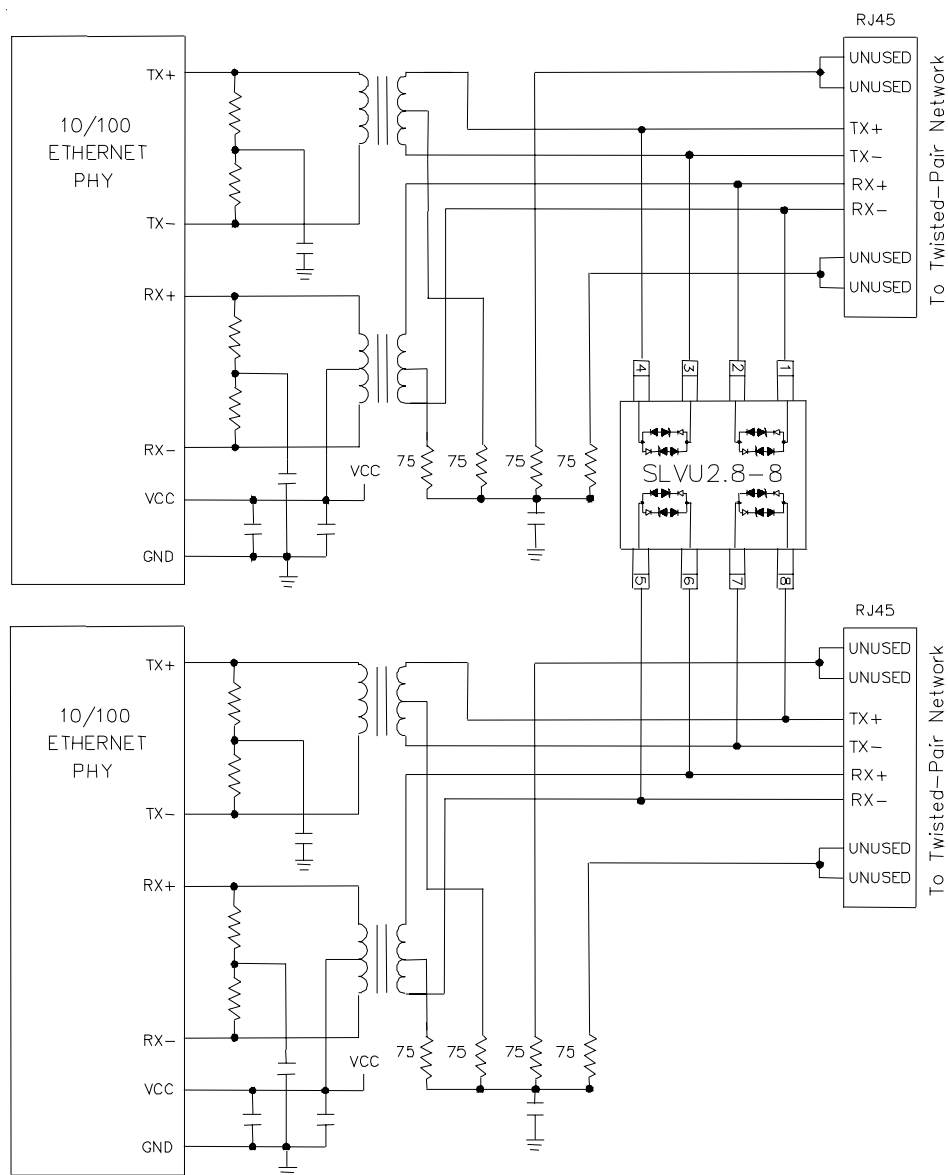 RJ45
TX+
10/100
ETHERNET
PHY
TX-
RX+
RX-
VCC
GND
VCC
75
75
75
75
UNUSED
UNUSED
TX+
TX-
RX+
RX-
UNUSED
UNUSED
To Twisted-Pair Network
4
3
2
1
SLVU2.8-8
5
6
7
8
RJ45
TX+
10/100
ETHERNET
PHY
TX-
RX+
RX-
VCC
GND
VCC
75
75
75
75
UNUSED
UNUSED
TX+
TX-
RX+
RX-
UNUSED
UNUSED
To Twisted-Pair Network